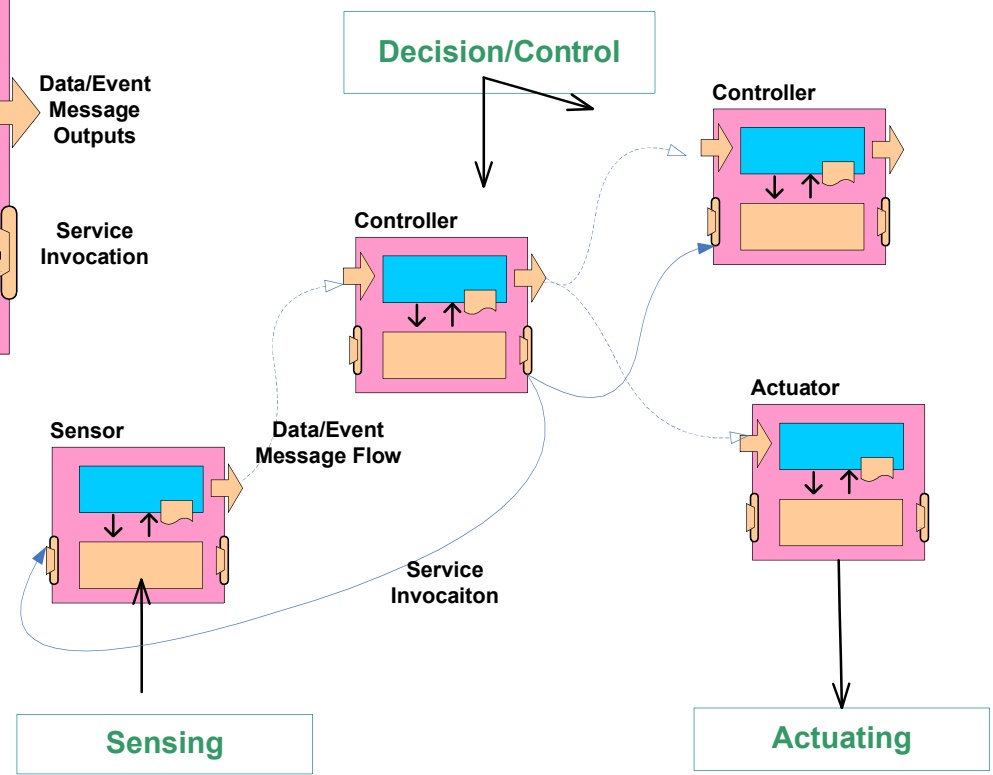 Decision/Control
Data/Event
Message
Outputs
Controller
Service
Invocation
Controller
Actuator
Sensor
Data/Event
Message Flow
Service
Invocaiton
Sensing
Actuating